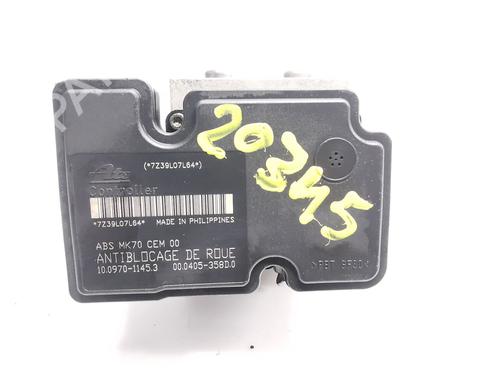 (*7Z39L07L64*)
Ate
Controller
*7Z39L07L64* MADE IN PHILIPPINES
ABS MK70 CEM 00
ANTIBLOCAGE DE ROUE
10.0970-1145.3 00.0405-358D.0
20345